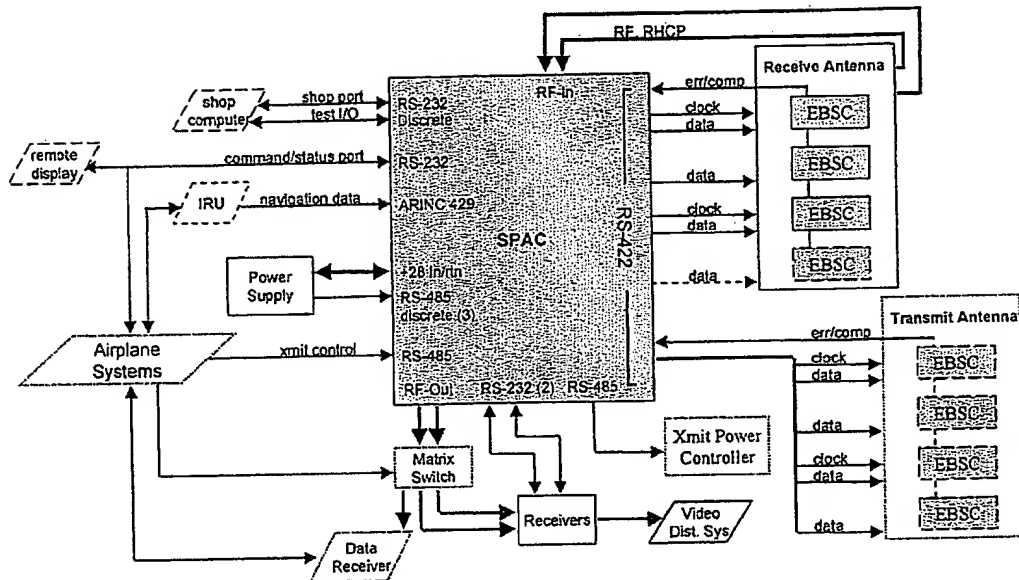 RF, RHCP
Receive Antenna
RF-In
err/comp
EBSC
clock
data
EBSC
data
EBSC
clock
data
EBSC
data
shop
compute
shop port
test I/O
RS-232
Discrete
remote
display
command/status port
RS-232
IRU
navigation data
ARINC 429
SPAC
RS-422
Power
Supply
+28 In/rtn
RS-485
discrete (3)
Airplane
Systems
xmit control
RS-485
RF-Out
RS-232 (2)
RS-485
Transmit Antenna
err/comp
EBSC
clock
data
EBSC
data
EBSC
clock
data
EBSC
data
Matrix
Switch
Xmit Power
Controller
Receivers
Video
Dist. Sys
Data
Receiver